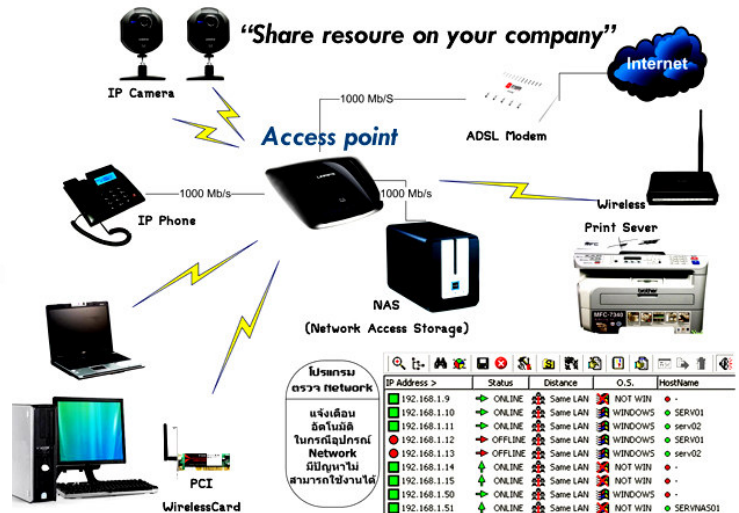 “Share resoure on your company”
IP Camera
1000 Mb/S
ADSL Modem
Internet
Access point
IP Phone
1000 Mb/s
1000 Mb/s
Wireless
Print Sever
brother
MFC-7340
NAS
(Network Access Storage)
PCI
WirelessCard
โปรแกรม
ตรวจ Network
แจ้งเตือน
อัตโนมัติ
ในกรณีอุปกรณ์
Network
มีปัญหาไม่
สามารถใช้งานได้
IP Address > Status Distance O.S. HostName
192.168.1.9 ONLINE Same LAN NOT WIN -
192.168.1.10 ONLINE Same LAN WINDOWS SERV01
192.168.1.11 ONLINE Same LAN WINDOWS serv02
192.168.1.12 OFFLINE Same LAN WINDOWS SERV01
192.168.1.13 OFFLINE Same LAN WINDOWS serv02
192.168.1.14 ONLINE Same LAN NOT WIN -
192.168.1.15 ONLINE Same LAN NOT WIN -
192.168.1.50 ONLINE Same LAN WINDOWS -
192.168.1.51 ONLINE Same LAN NOT WIN SERVNAS01